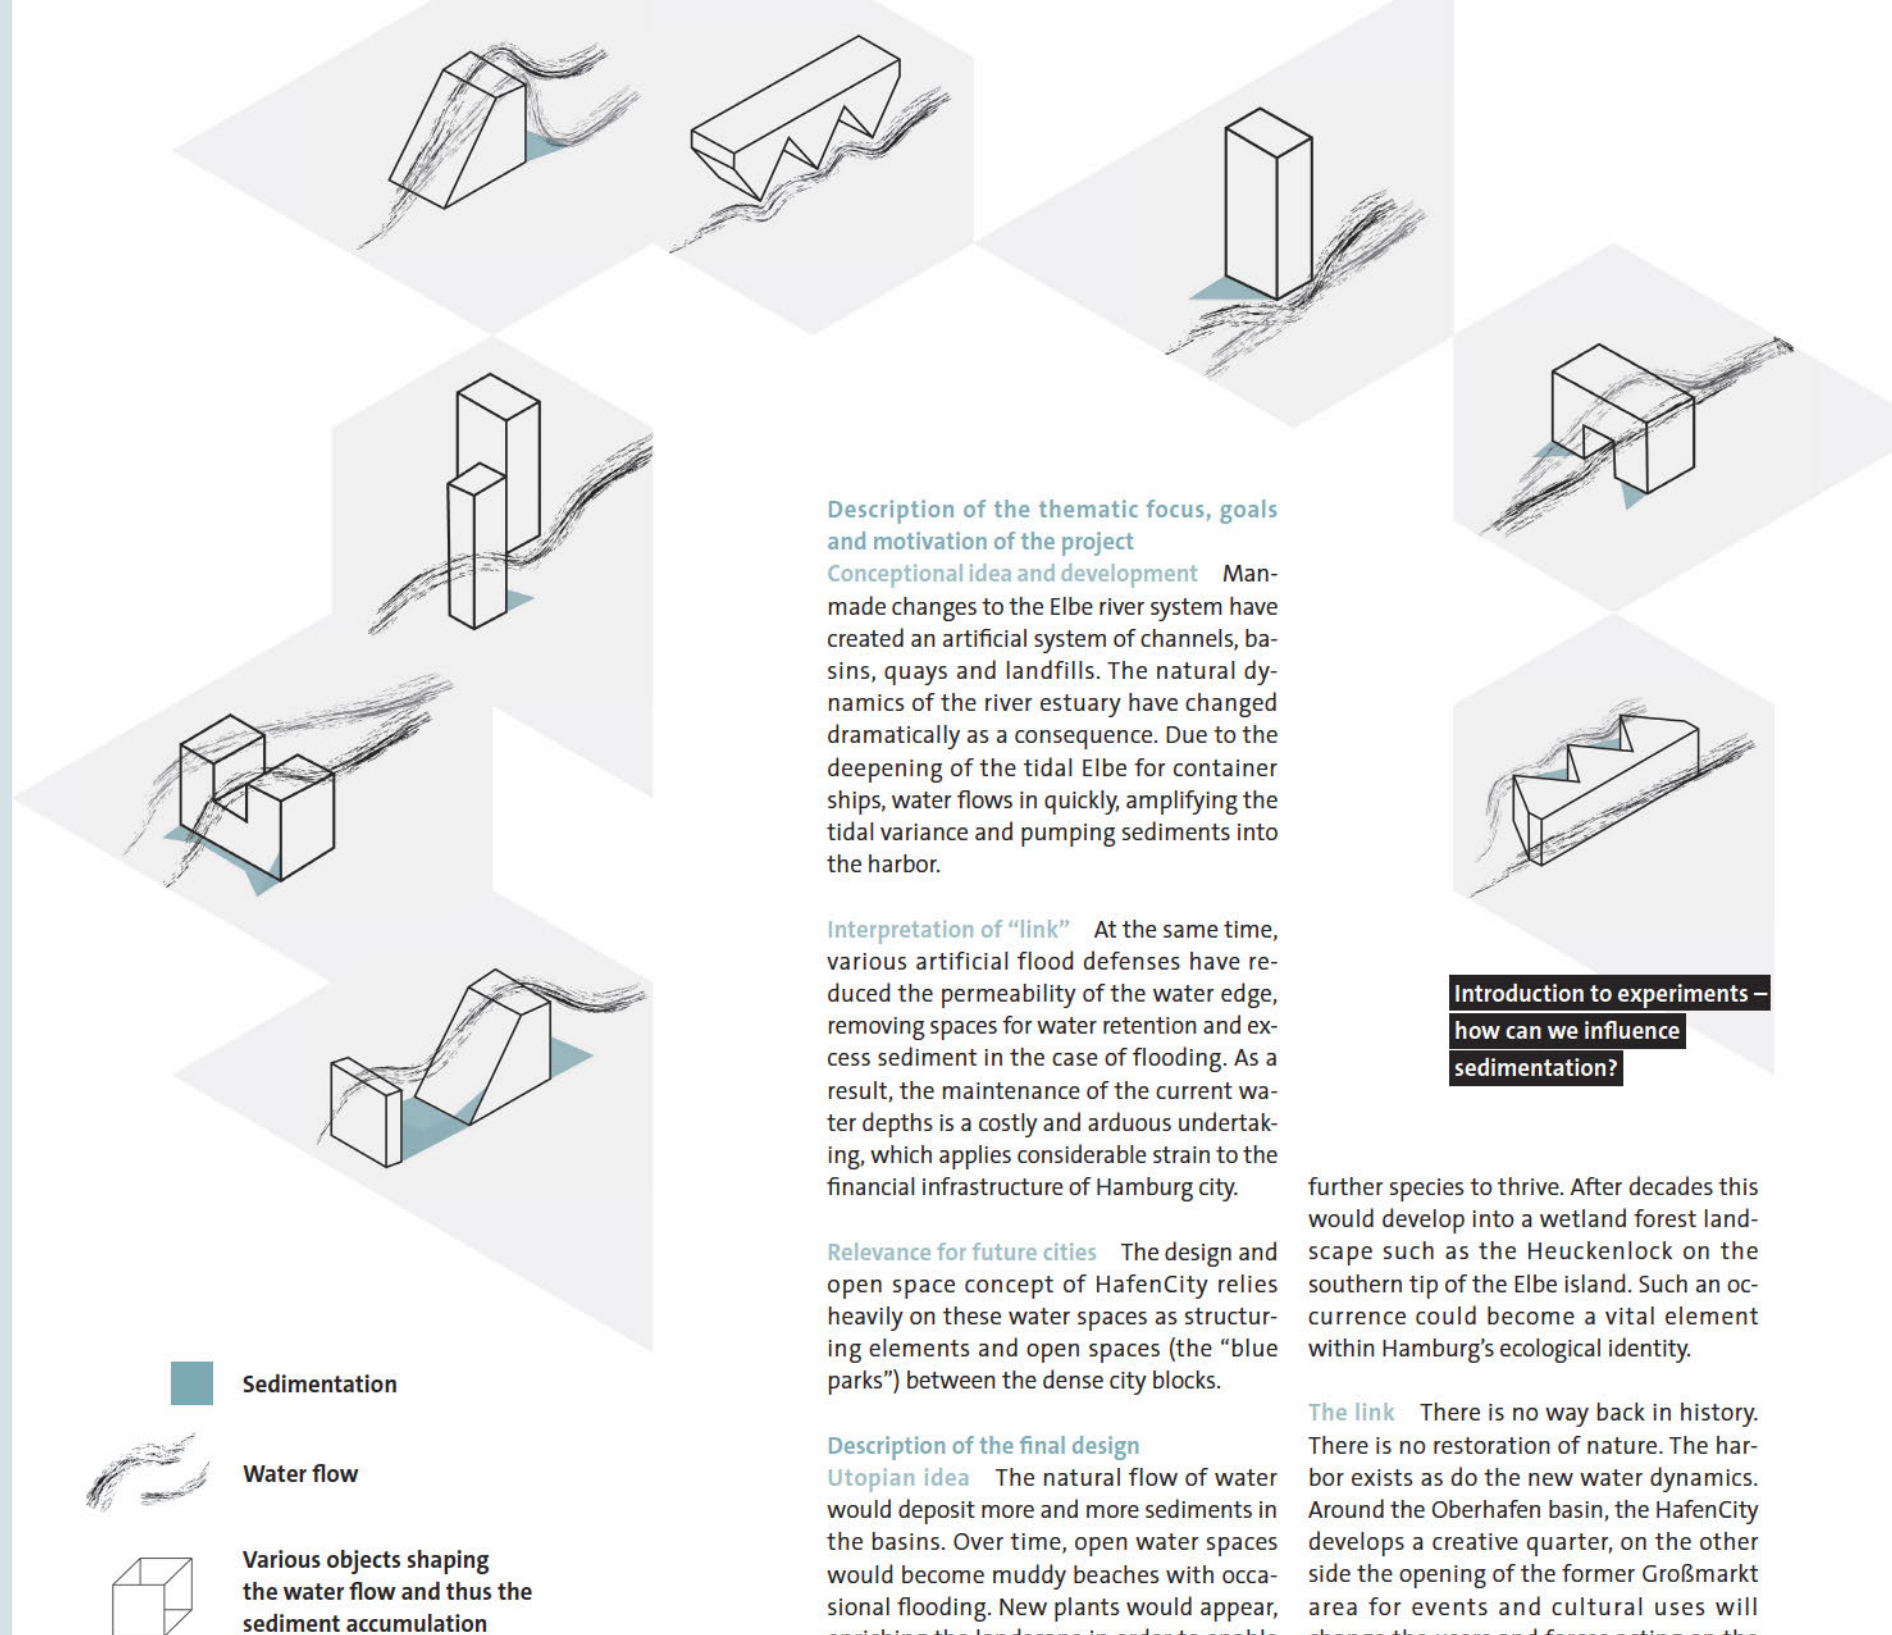 Description of the thematic focus, goals
and motivation of the project
Conceptional idea and development Man-
made changes to the Elbe river system have
created an artificial system of channels, ba-
sins, quays and landfills. The natural dy-
namics of the river estuary have changed
dramatically as a consequence. Due to the
deepening of the tidal Elbe for container
ships, water flows in quickly, amplifying the
tidal variance and pumping sediments into
the harbor.
Interpretation of “link” At the same time,
various artificial flood defenses have re-
duced the permeability of the water edge,
removing spaces for water retention and ex-
cess sediment in the case of flooding. As a
result, the maintenance of the current wa-
ter depths is a costly and arduous undertak-
ing, which applies considerable strain to the
financial infrastructure of Hamburg city.
Relevance for future cities The design and
open space concept of HafenCity relies
heavily on these water spaces as structur-
ing elements and open spaces (the “blue
parks”) between the dense city blocks.
Description of the final design
Utopian idea The natural flow of water
would deposit more and more sediments in
the basins. Over time, open water spaces
would become muddy beaches with occa-
sional flooding. New plants would appear,
enriching the landscape in order to enable
Introduction to experiments –
how can we influence
sedimentation?
further species to thrive. After decades this
would develop into a wetland forest land-
scape such as the Heuckenlock on the
southern tip of the Elbe island. Such an oc-
currence could become a vital element
within Hamburg’s ecological identity.
The link There is no way back in history.
There is no restoration of nature. The har-
bor exists as do the new water dynamics.
Around the Oberhafen basin, the HafenCity
develops a creative quarter, on the other
side the opening of the former Großmarkt
area for events and cultural uses will
change the users and forces acting on the
Sedimentation
Water flow
Various objects shaping
the water flow and thus the
sediment accumulation